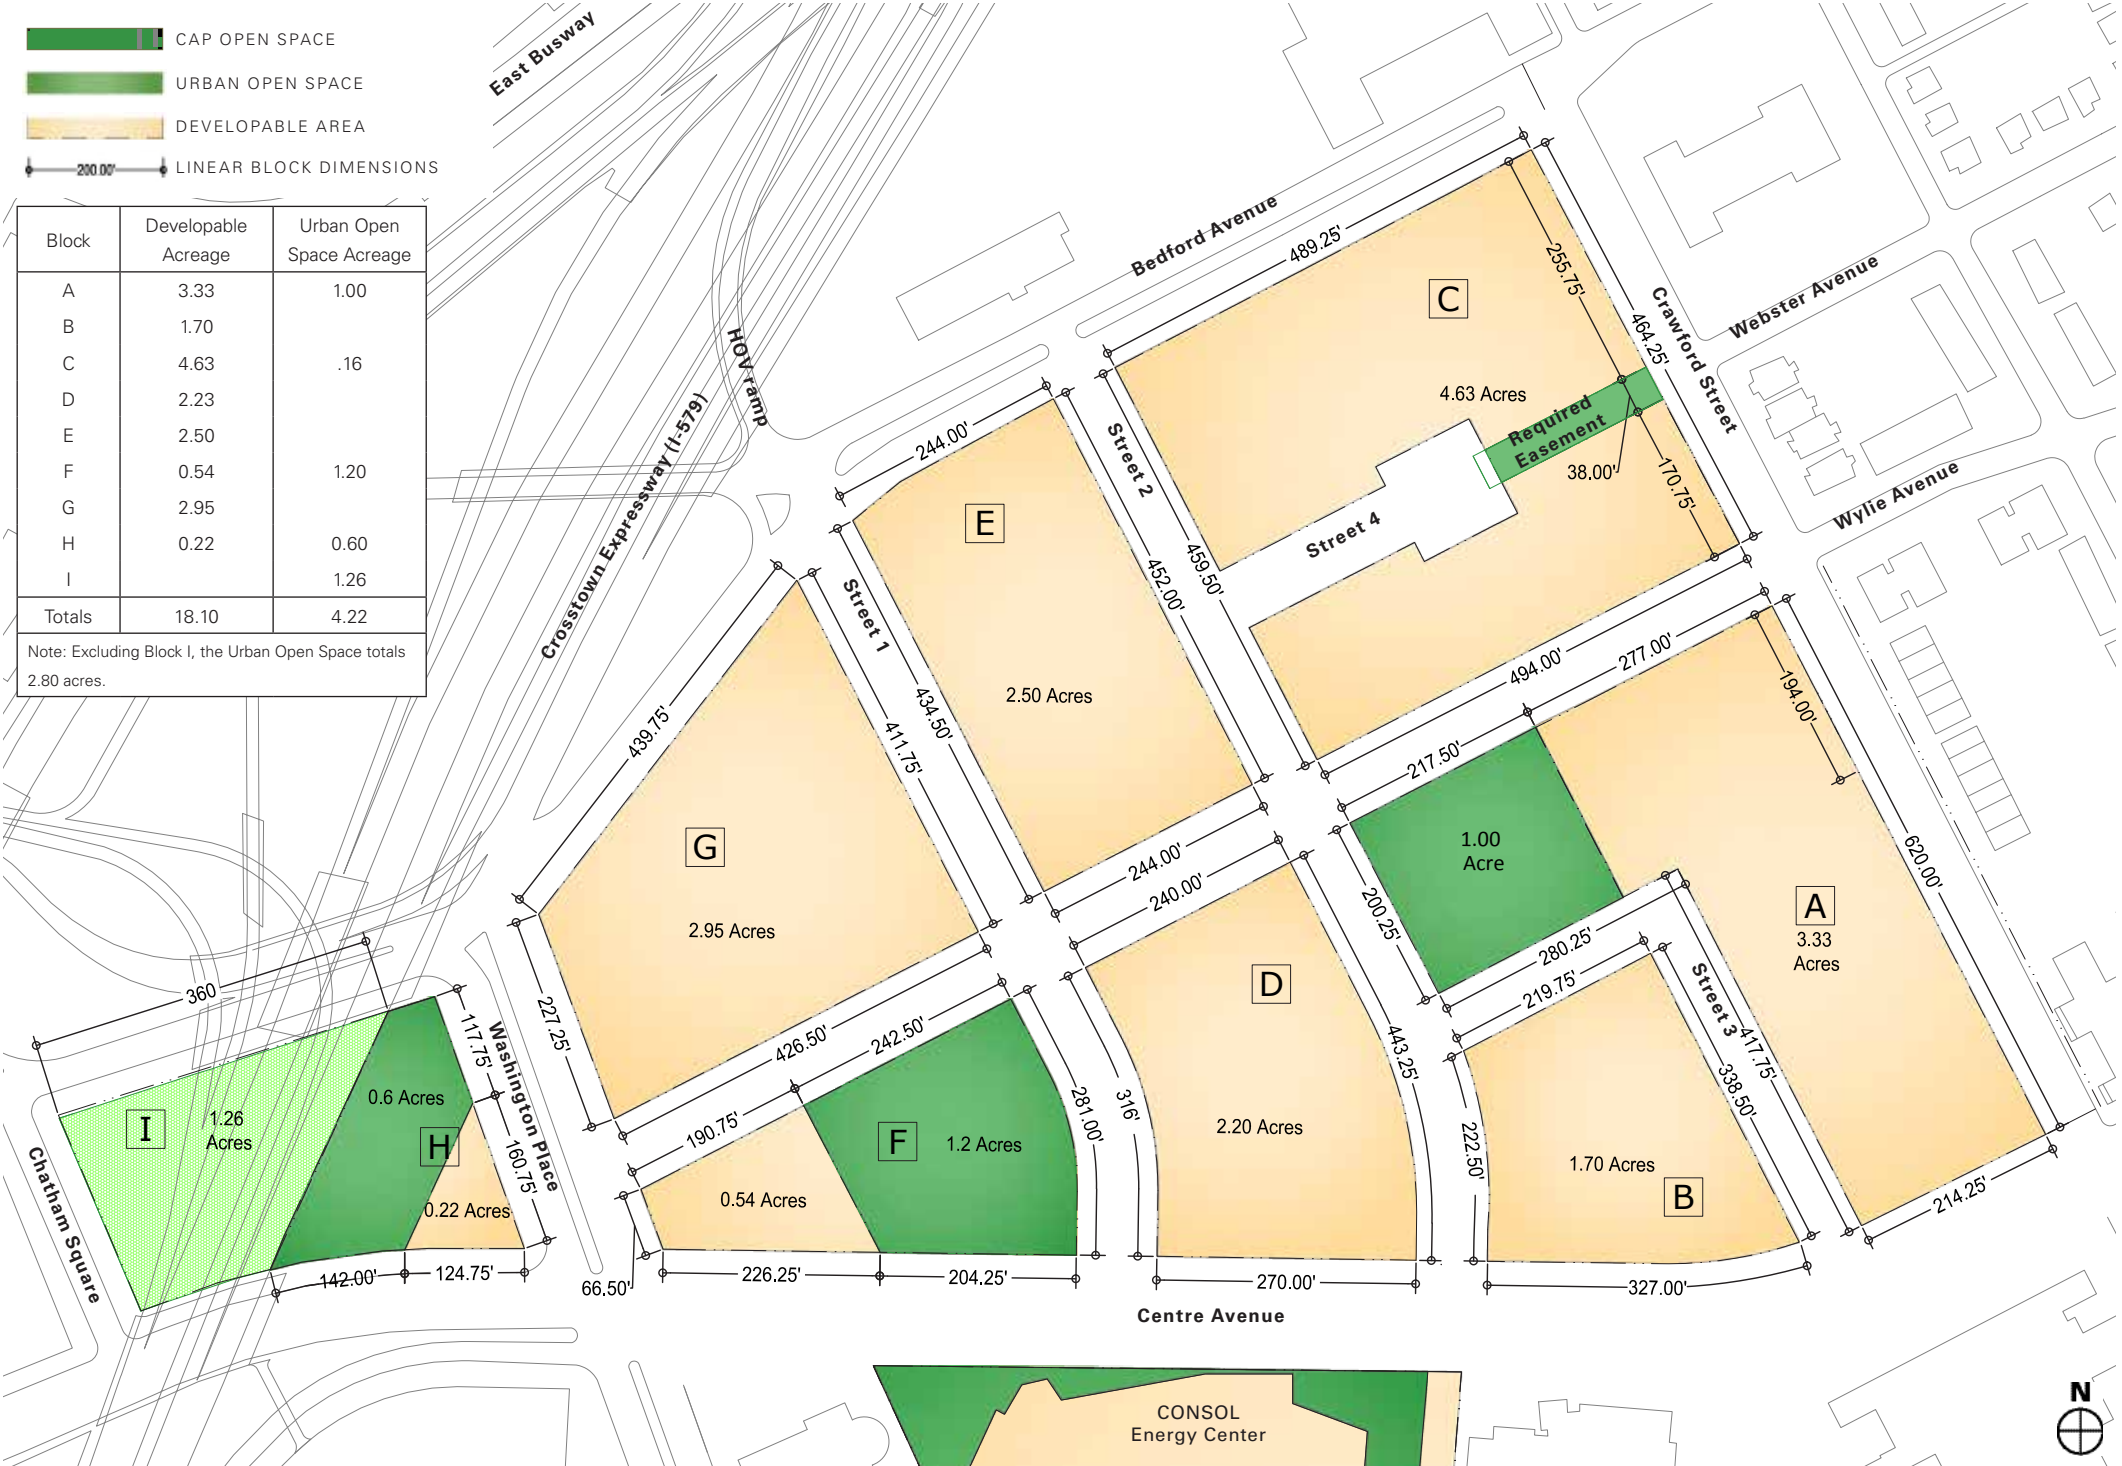 CAP OPEN SPACE
URBAN OPEN SPACE
DEVELOPABLE AREA
200.00' LINEAR BLOCK DIMENSIONS
Block Developable Acreage Urban Open Space Acreage
A 3.33 1.00
B 1.70
C 4.63 .16
D 2.23
E 2.50
F 0.54 1.20
G 2.95
H 0.22 0.60
I 1.26
Totals 18.10 4.22
Note: Excluding Block I, the Urban Open Space totals
2.80 acres.
East Busway
Crosstown Expressway (I-579)
HOV ramp
Bedford Avenue
489.25'
C
4.63 Acres
255.75'
464.25'
Crawford Street
Webster Avenue
Wylie Avenue
Required
Easement
38.00'
170.75'
Street 4
Street 2
459.50'
452.00'
244.00'
E
2.50 Acres
Street 1
434.50'
411.75'
439.75'
G
2.95 Acres
494.00'
277.00'
217.50'
194.00'
620.00'
1.00
Acre
A
3.33
Acres
244.00'
240.00'
200.25'
280.25'
219.75'
Street 3
417.75'
338.50'
D
2.20 Acres
443.25'
316'
281.00'
227.25'
426.50'
242.50'
190.75'
F
1.2 Acres
0.54 Acres
222.50'
1.70 Acres
B
214.25'
360
I
1.26
Acres
0.6 Acres
H
0.22 Acres
117.75'
160.75'
Washington Place
Chatham Square
142.00'
124.75'
66.50'
226.25'
204.25'
270.00'
327.00'
Centre Avenue
CONSOL
Energy Center
N